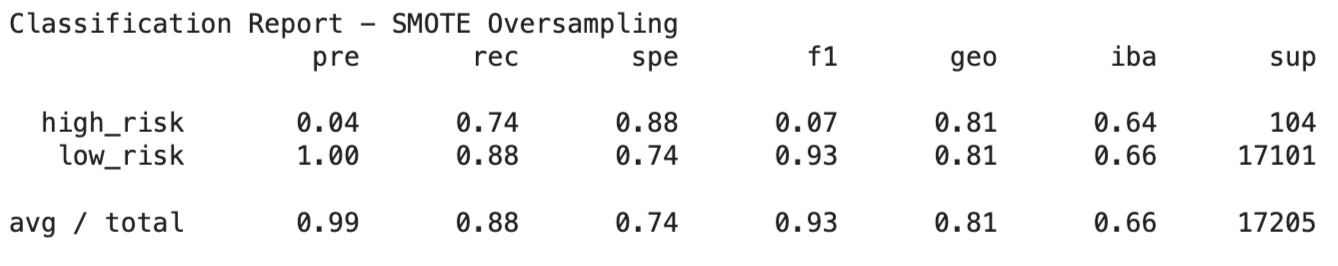 Classification Report – SMOTE Oversampling
pre rec spe f1 geo iba sup
high_risk 0.04 0.74 0.88 0.07 0.81 0.64 104
low_risk 1.00 0.88 0.74 0.93 0.81 0.66 17101
avg / total 0.99 0.88 0.74 0.93 0.81 0.66 17205